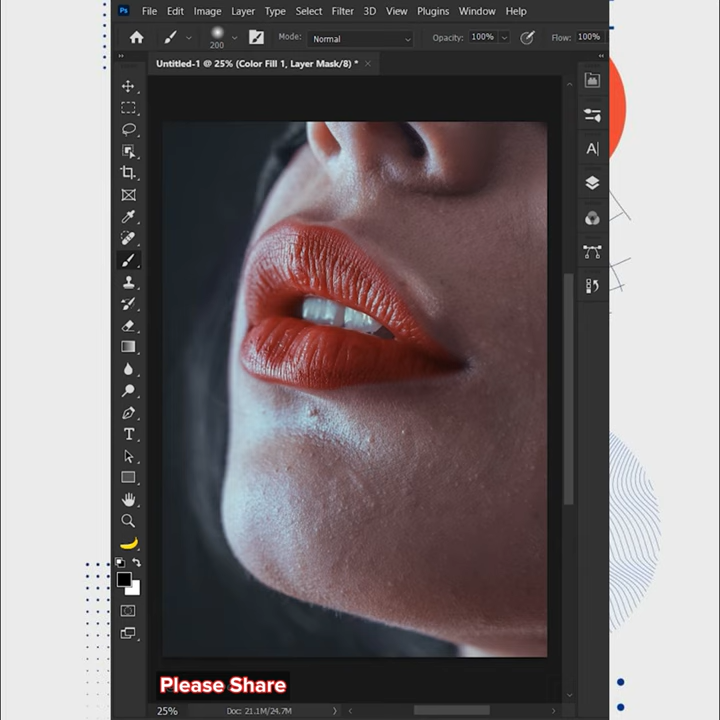 Ps File Edit Image Layer Type Select Filter 3D View Plugins Window Help
200 Mode: Normal Opacity: 100% Flow: 100%
Untitled-1 @ 25% (Color Fill 1, Layer Mask/8) * ×
A|
T
Please Share
25% Doc: 21.1M/24.7M